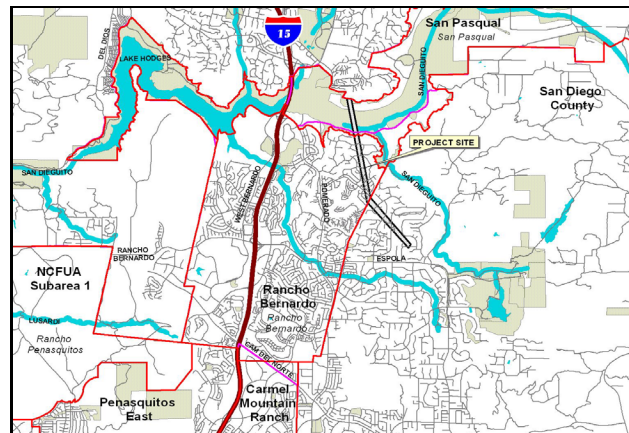 15
San Pasqual
San Pasqual
DEL DIOS
LAKE HODGES
SAN DIEGUITO
San Diego
County
PROJECT SITE
SAN DIEGUITO
SAN DIEGUITO
WEST BERNARDO
POMERADO
RANCHO
BERNARDO
ESPOLA
NCFUA
Subarea 1
Rancho
Bernardo
Rancho
Bernardo
LUSARDI
Rancho
Penasquitos
CAM DEL NORTE
Penasquitos
East
Carmel
Mountain
Ranch